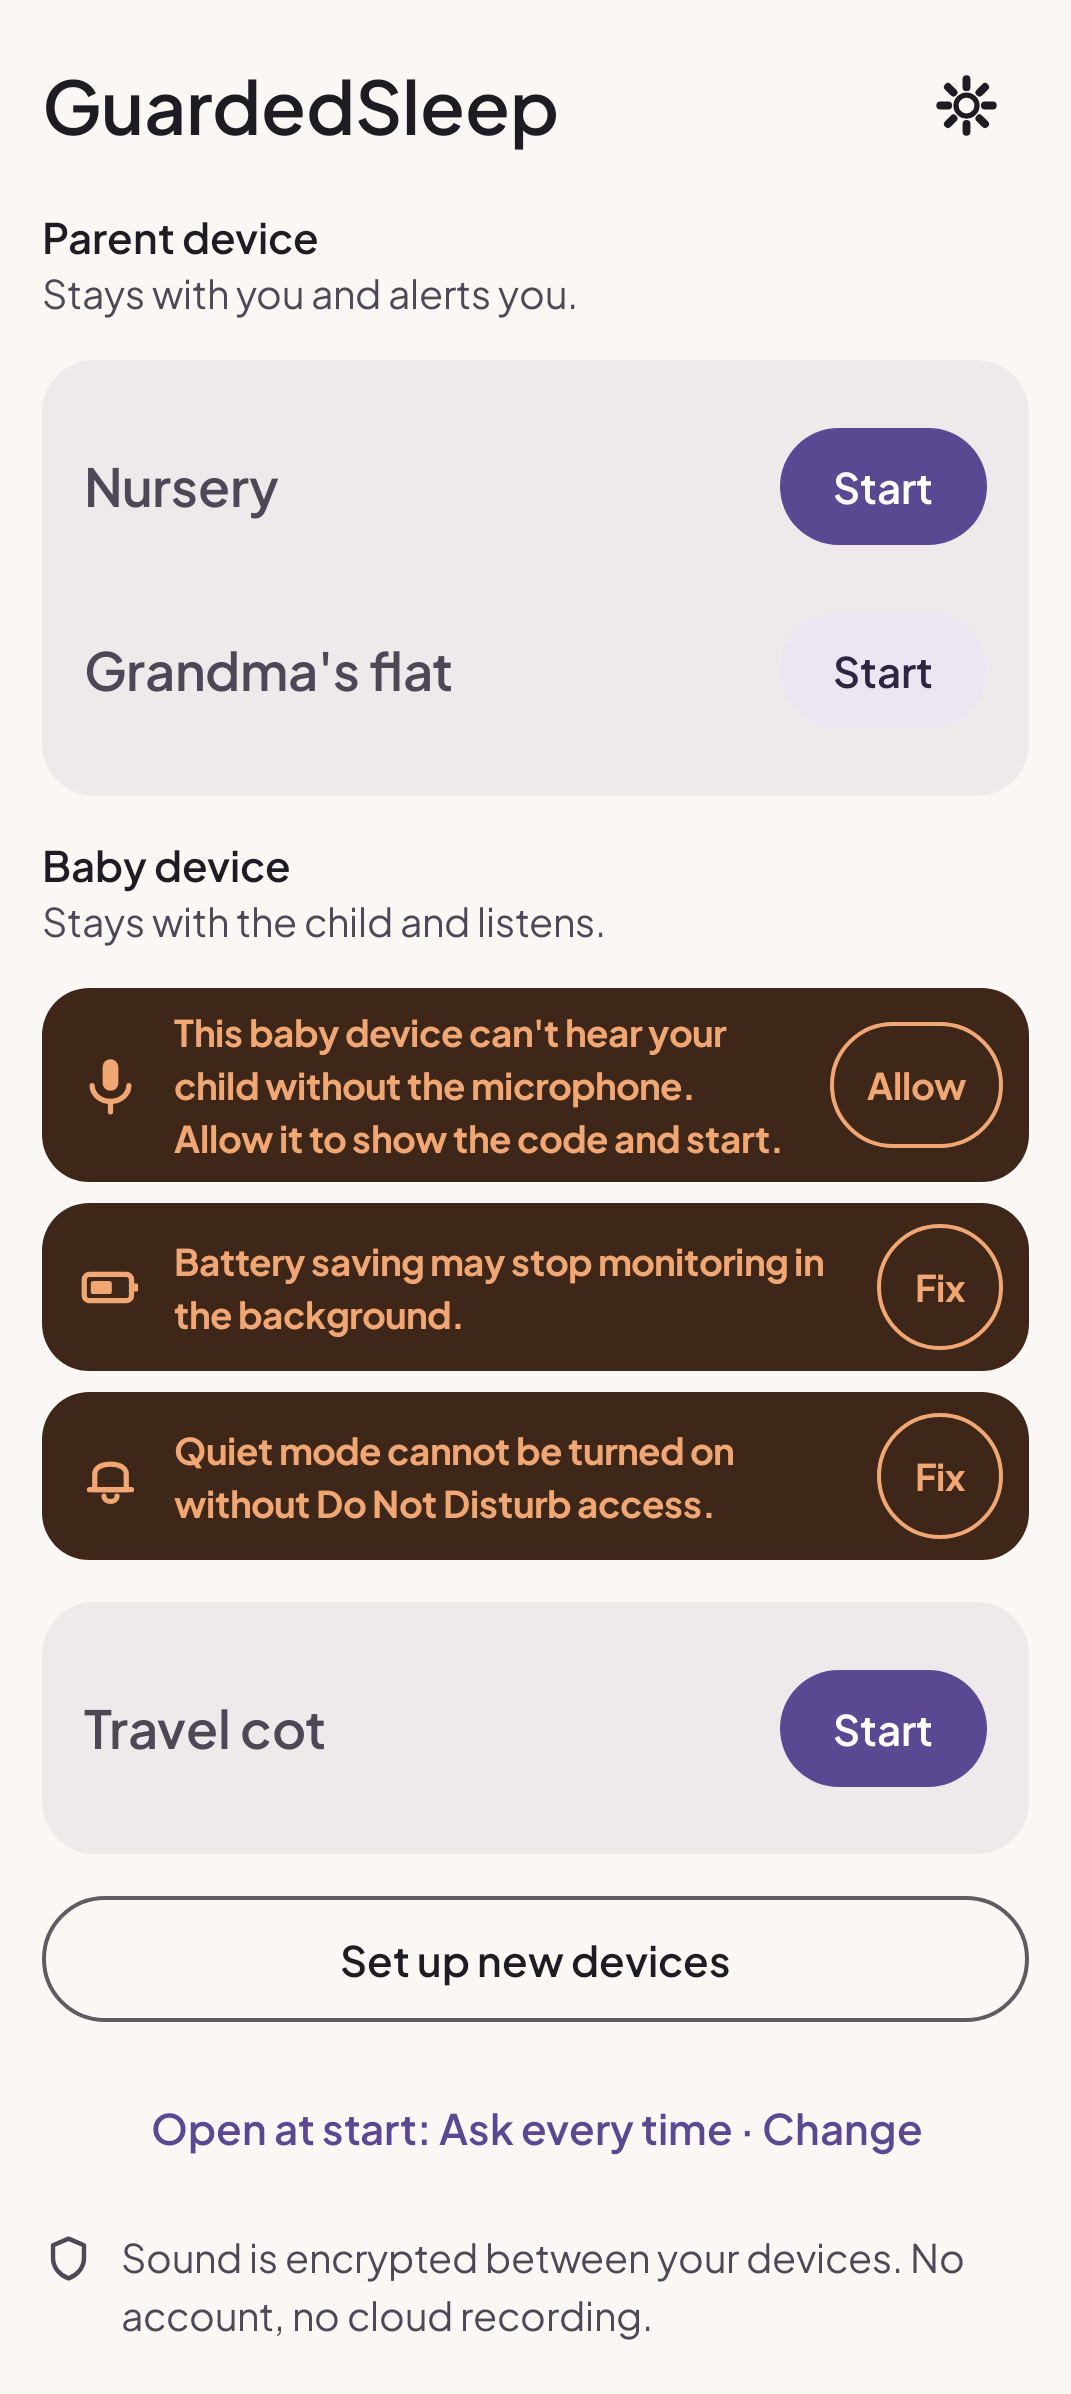 GuardedSleep
Parent device
Stays with you and alerts you.
Nursery
Start
Grandma's flat
Start
Baby device
Stays with the child and listens.
This baby device can't hear your
child without the microphone.
Allow it to show the code and start.
Allow
Battery saving may stop monitoring in
the background.
Fix
Quiet mode cannot be turned on
without Do Not Disturb access.
Fix
Travel cot
Start
Set up new devices
Open at start: Ask every time · Change
Sound is encrypted between your devices. No
account, no cloud recording.